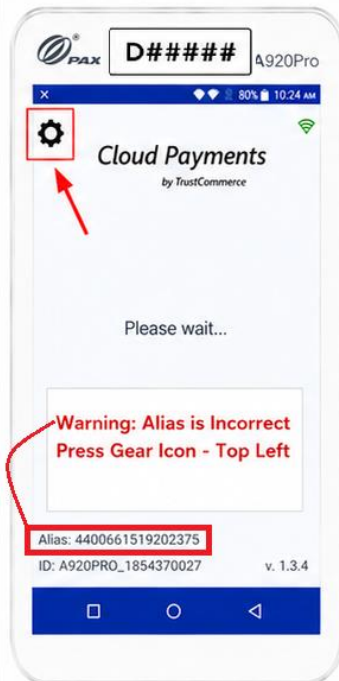 PAX
D#####
A920Pro
× 80% 10:24 AM
Cloud Payments
by TrustCommerce
Please wait...
Warning: Alias is Incorrect
Press Gear Icon - Top Left
Alias: 4400661519202375
ID: A920PRO_1854370027 v. 1.3.4